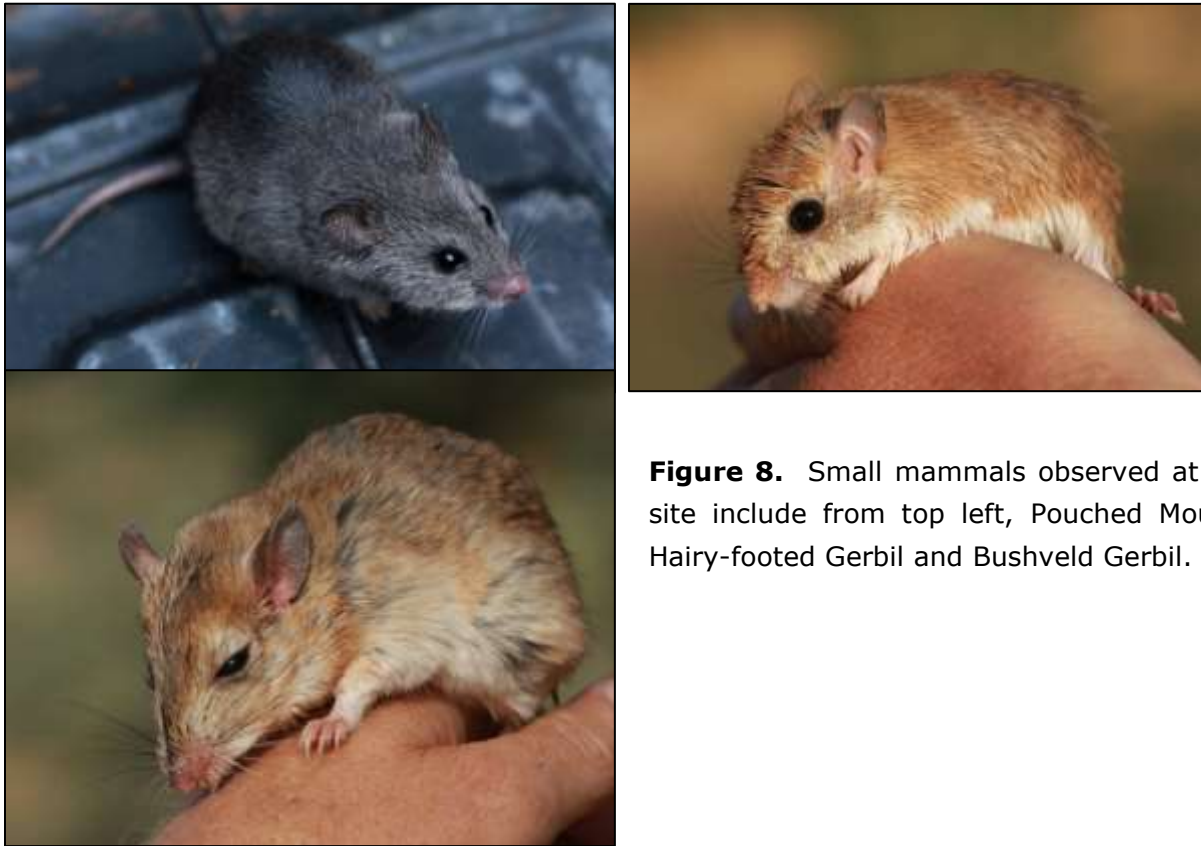 Figure 8. Small mammals observed at
site include from top left, Pouched Mou
Hairy-footed Gerbil and Bushveld Gerbil.